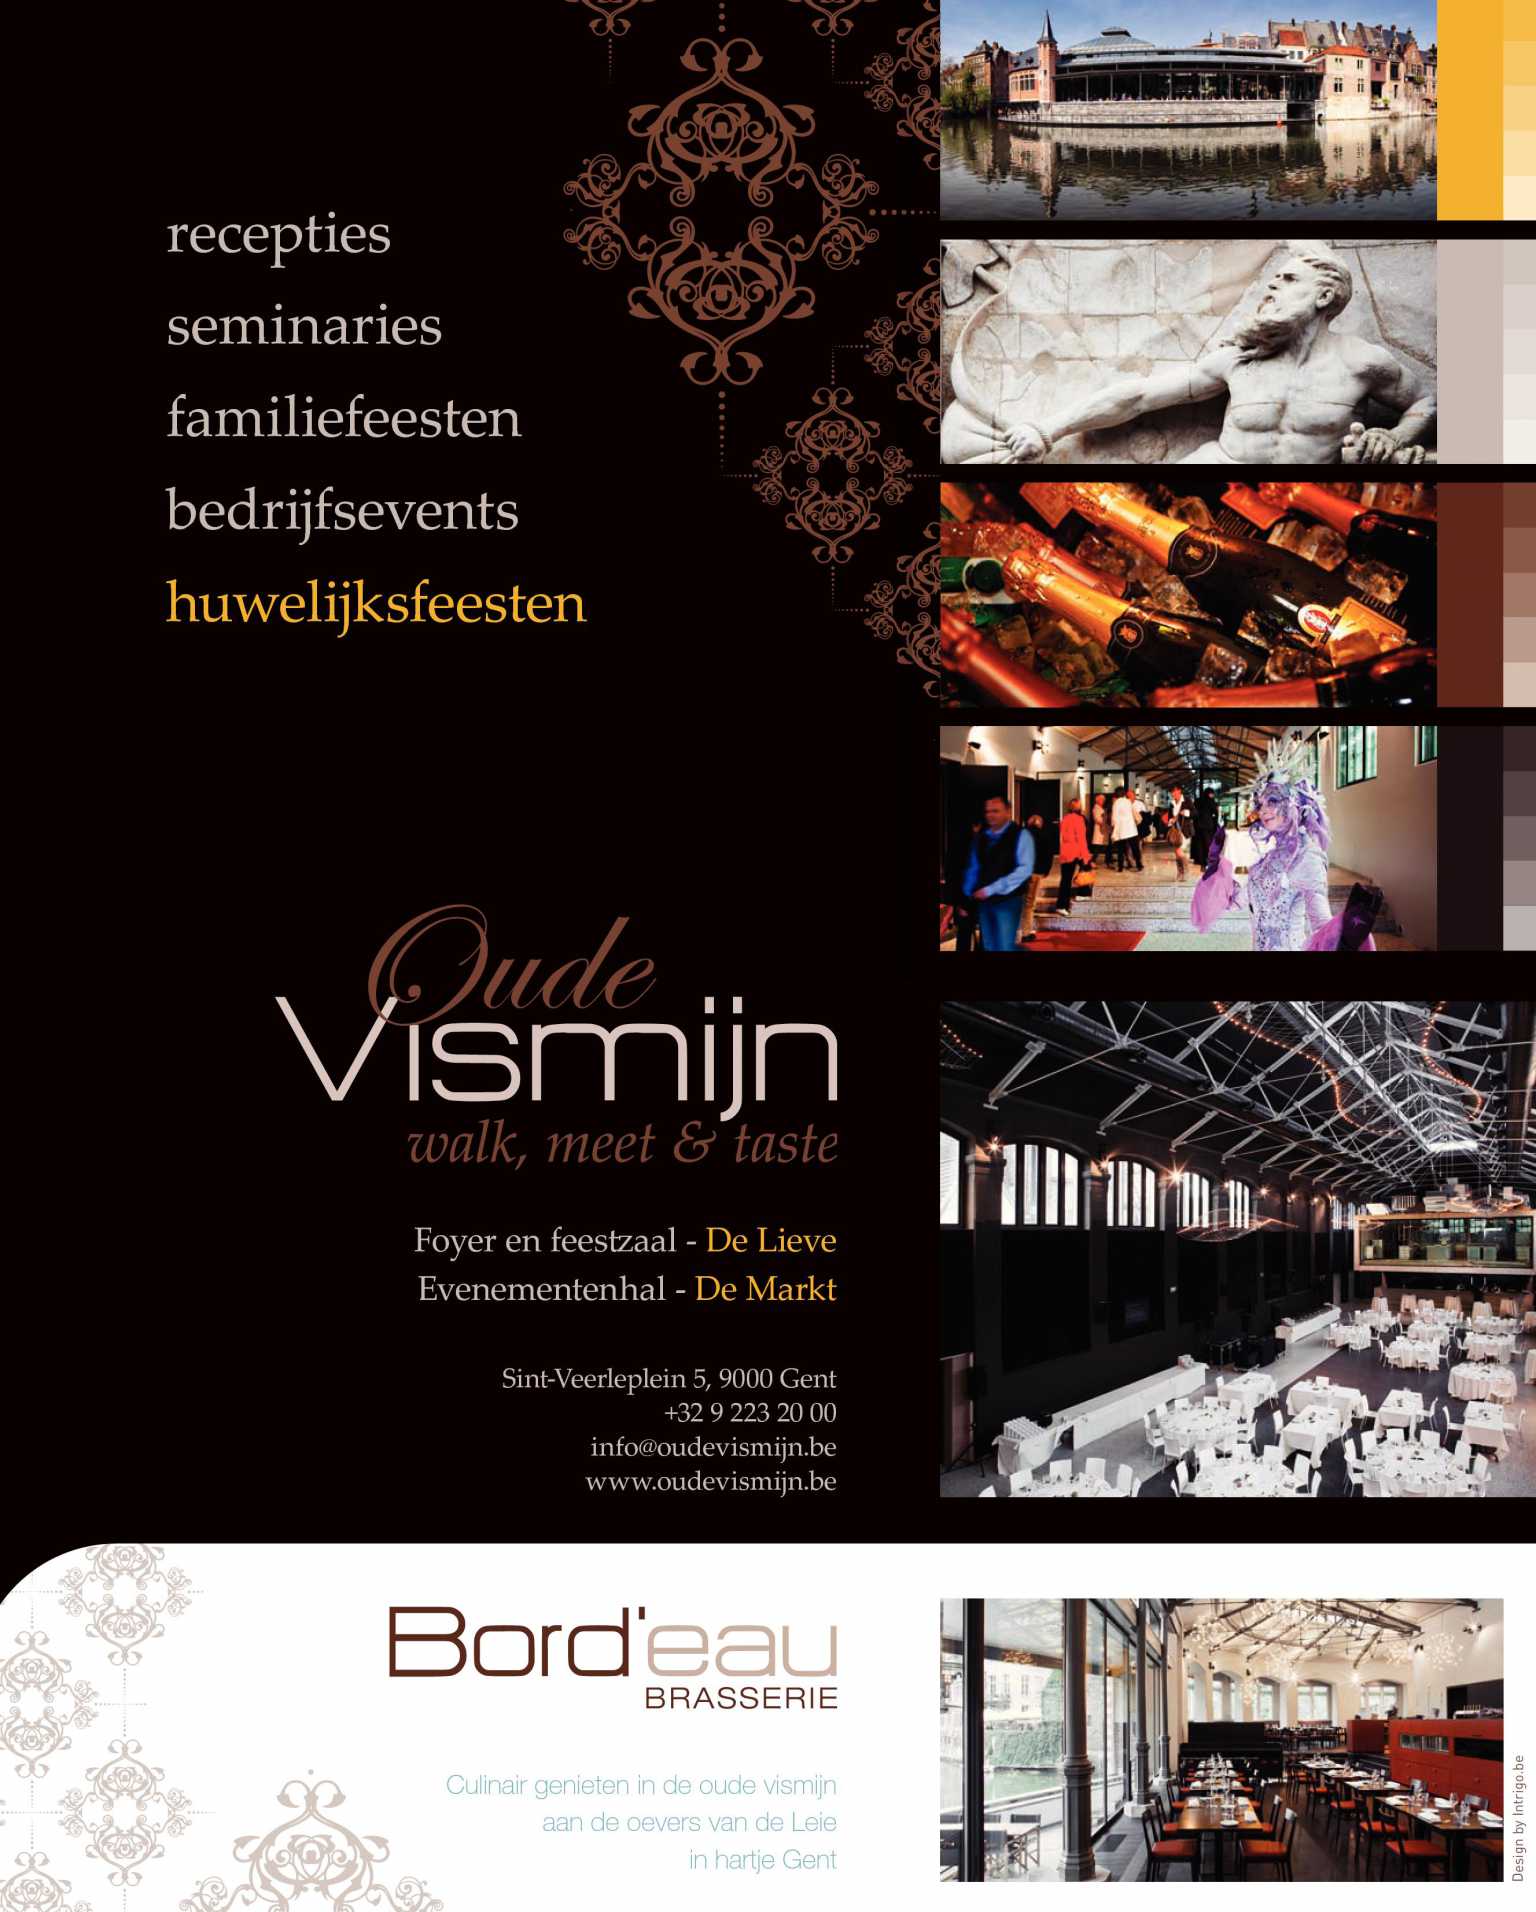 recepties
seminaries
familiefeesten
bedrijfsevents
huwelijksfeesten
Oude
Vismijn
walk, meet & taste
Foyer en feestzaal - De Lieve
Evenementenhal - De Markt
Sint-Veerleplein 5, 9000 Gent
+32 9 223 20 00
info@oudevismijn.be
www.oudevismijn.be
Bord'eau
BRASSERIE
Culinair genieten in de oude vismijn
aan de oevers van de Leie
in hartje Gent
Design by Intrigo.be